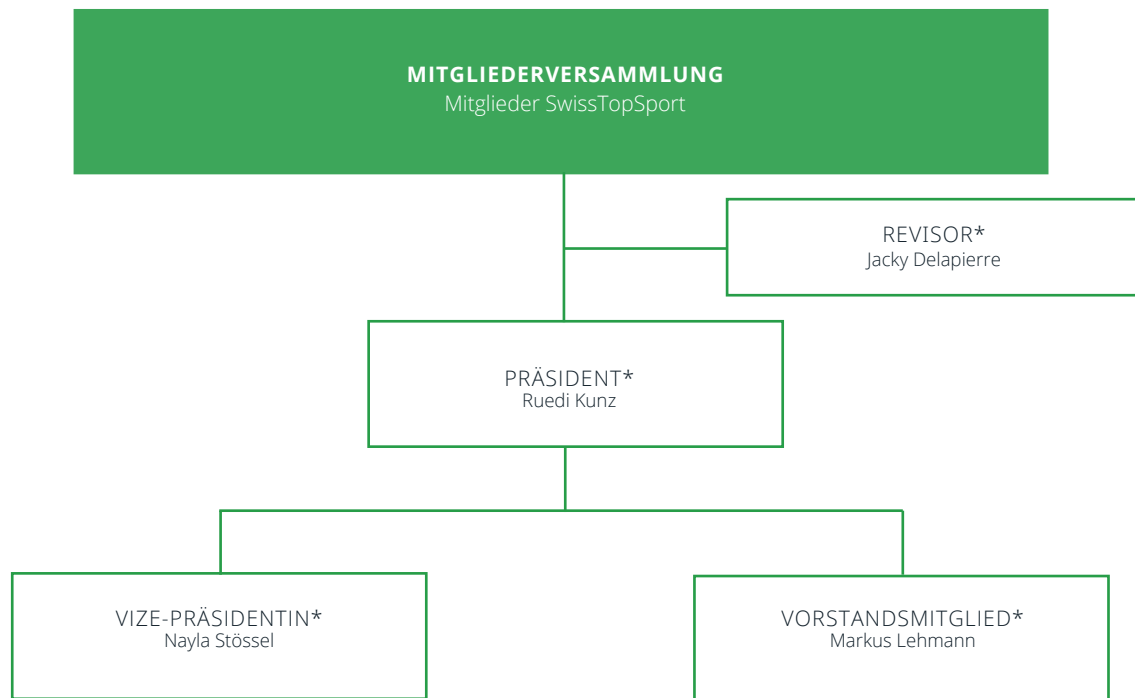 MITGLIEDERVERSAMMLUNG
Mitglieder SwissTopSport
REVISOR*
Jacky Delapierre
PRÄSIDENT*
Ruedi Kunz
VIZE-PRÄSIDENTIN*
Nayla Stössel
VORSTANDSMITGLIED*
Markus Lehmann